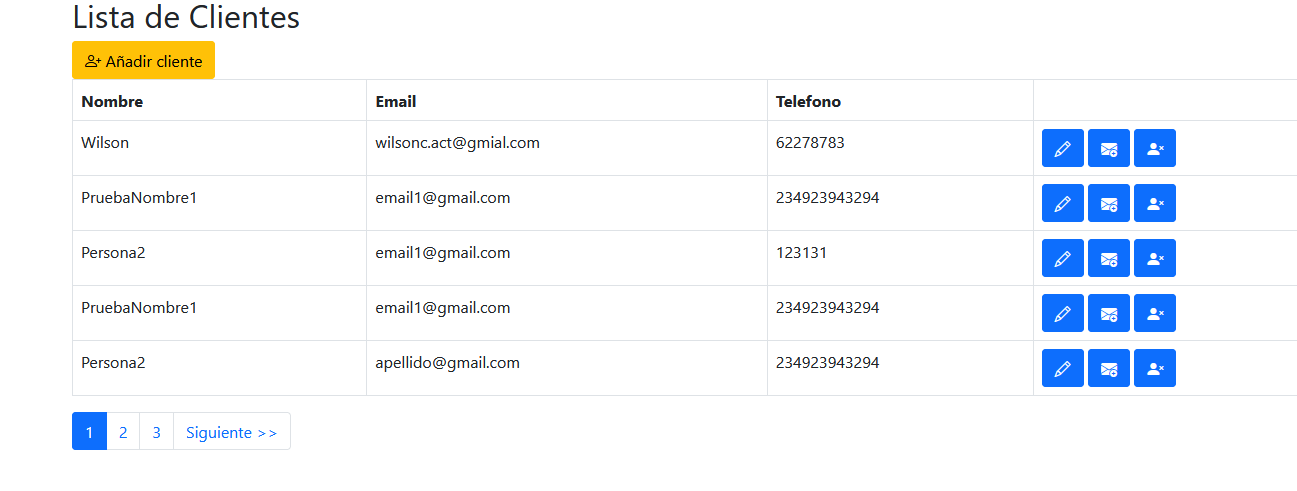 Lista de Clientes
Añadir cliente
Nombre Email Telefono
Wilson wilsonc.act@gmial.com 62278783
PruebaNombre1 email1@gmail.com 234923943294
Persona2 email1@gmail.com 123131
PruebaNombre1 email1@gmail.com 234923943294
Persona2 apellido@gmail.com 234923943294
1 2 3 Siguiente >>